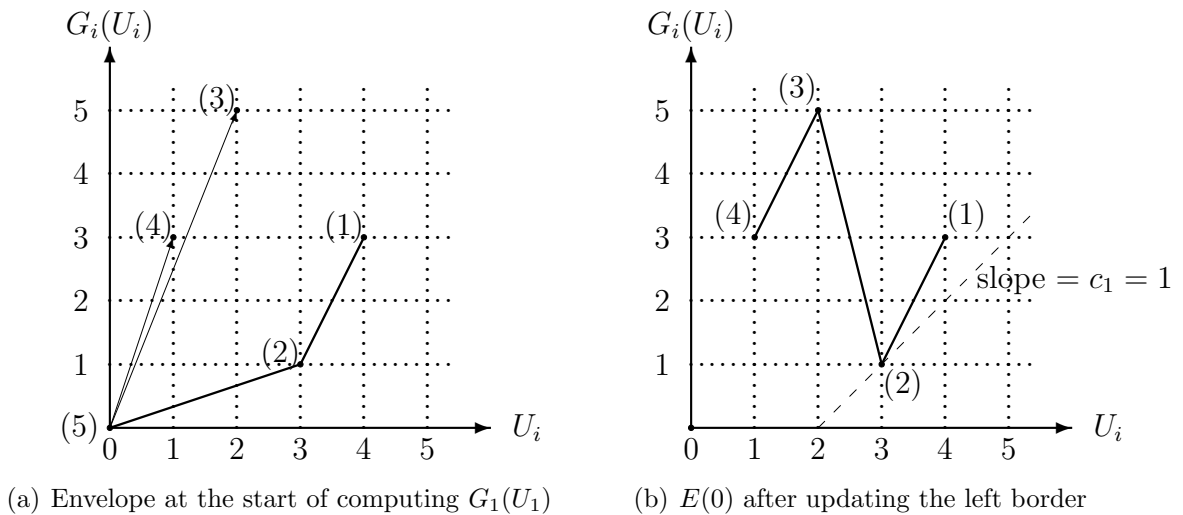 G_i(U_i)
5
4
3
2
1
(3)
(4)
(1)
(2)
(5)
0 1 2 3 4 5
U_i
(a) Envelope at the start of computing G_1(U_1)
G_i(U_i)
5
4
3
2
1
(3)
(4)
(1)
slope = c_1 = 1
(2)
0 1 2 3 4 5
U_i
(b) E(0) after updating the left border